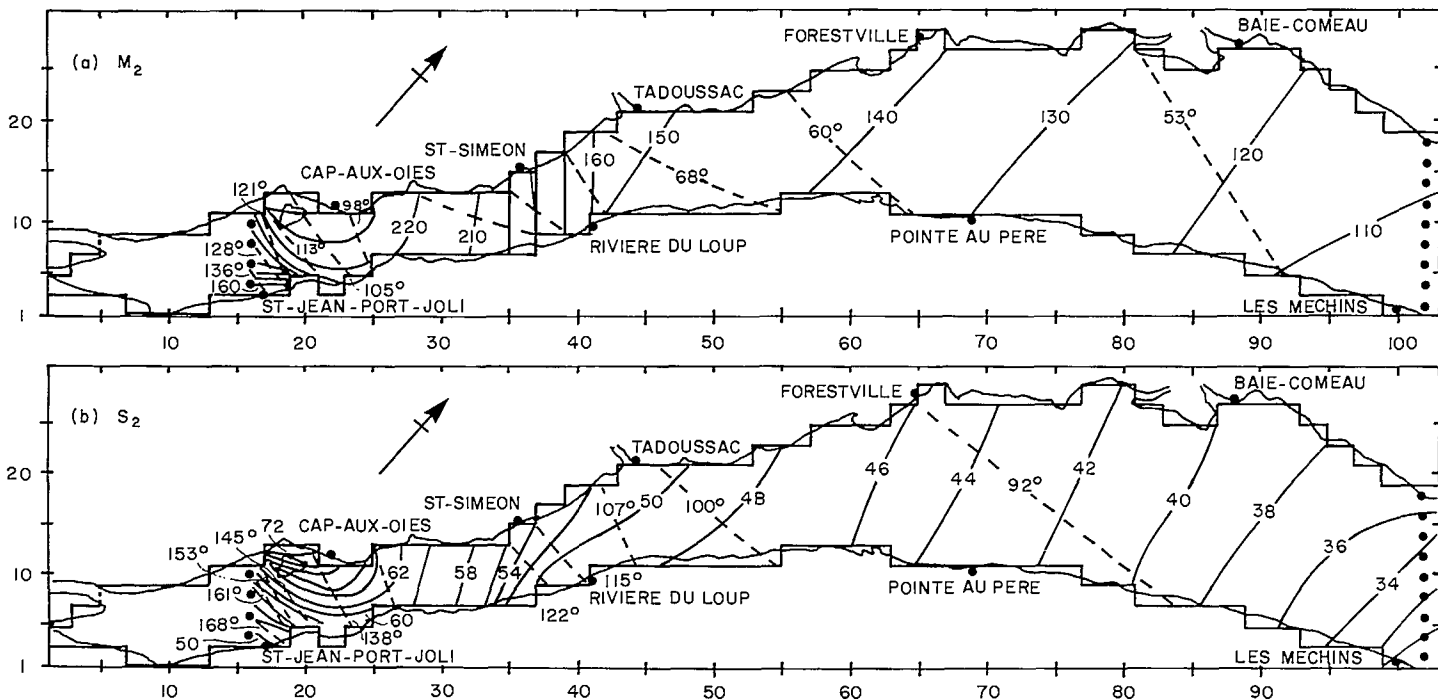 (a) M₂
FORESTVILLE
BAIE-COMEAU
TADOUSSAC
ST-SIMEON
CAP-AUX-OIES
20
10
1
121°
98°
128°
113°
136°
160
105°
220
210
160
150
68°
60°
140
130
53°
120
110
ST-JEAN-PORT-JOLI
RIVIERE DU LOUP
POINTE AU PERE
LES MECHINS
10 20 30 40 50 60 70 80 90 100
(b) S₂
FORESTVILLE
BAIE-COMEAU
TADOUSSAC
ST-SIMEON
CAP-AUX-OIES
20
10
1
72
145°
153°
161°
168°
50
62
58
54
60
138°
107°
50
100°
48
115°
122°
46
44
92°
42
40
38
36
34
ST-JEAN-PORT-JOLI
RIVIERE DU LOUP
POINTE AU PERE
LES MECHINS
10 20 30 40 50 60 70 80 90 100